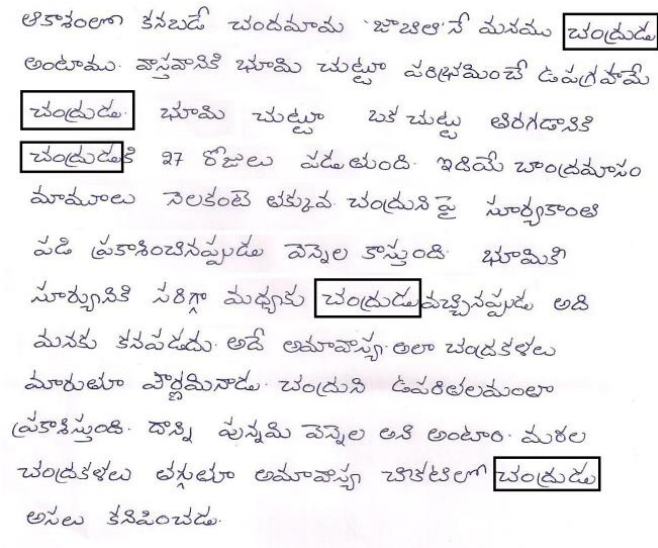 ఆకాశంలో కనబడే చందమామ 'జాబిలి'నే మనము చంద్రుడు
అంటాము. వాస్తవానికి భూమి చుట్టూ పరిభ్రమించే ఉపగ్రహమే
చంద్రుడు. భూమి చుట్టూ ఒక చుట్టు తిరగడానికి
చంద్రుడుకి 27 రోజులు పడుతుంది. ఇదియే చాంద్రమాసం
మామూలు నెలకంటె తక్కువ. చంద్రుని పై సూర్యకాంతి
పడి ప్రకాశించినప్పుడు వెన్నెల కాస్తుంది. భూమికి
సూర్యునికి సరిగ్గా మధ్యకు చంద్రుడు వచ్చినప్పుడు అది
మనకు కనపడదు. అదే అమావాస్య. అలా చంద్రకళలు
మారుతూ పౌర్ణమినాడు. చంద్రుని ఉపరితలమంతా
ప్రకాశిస్తుంది. దాన్ని పున్నమి వెన్నెల అని అంటారు. మరల
చంద్రకళలు తగ్గుతూ అమావాస్య చీకటిలో చంద్రుడు
అసలు కనిపించడు.